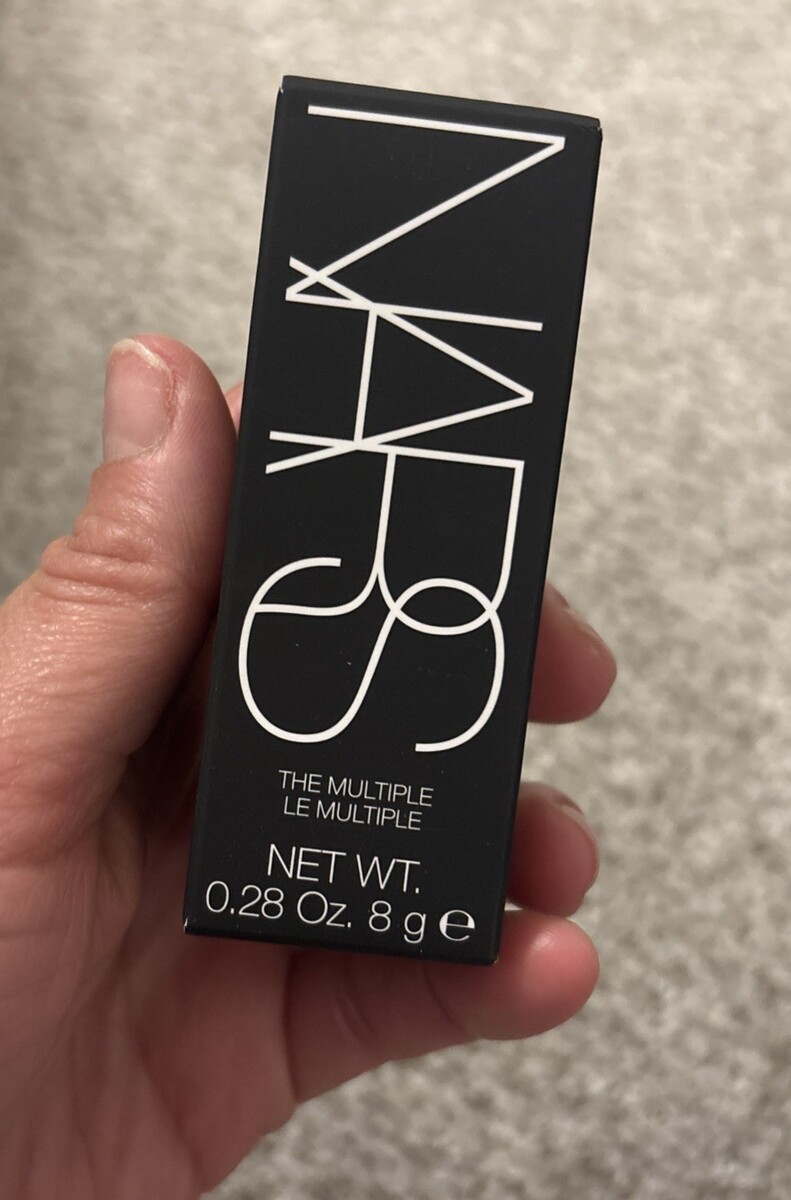 NARS
THE MULTIPLE
LE MULTIPLE
NET WT.
0.28 Oz. 8 g ℮